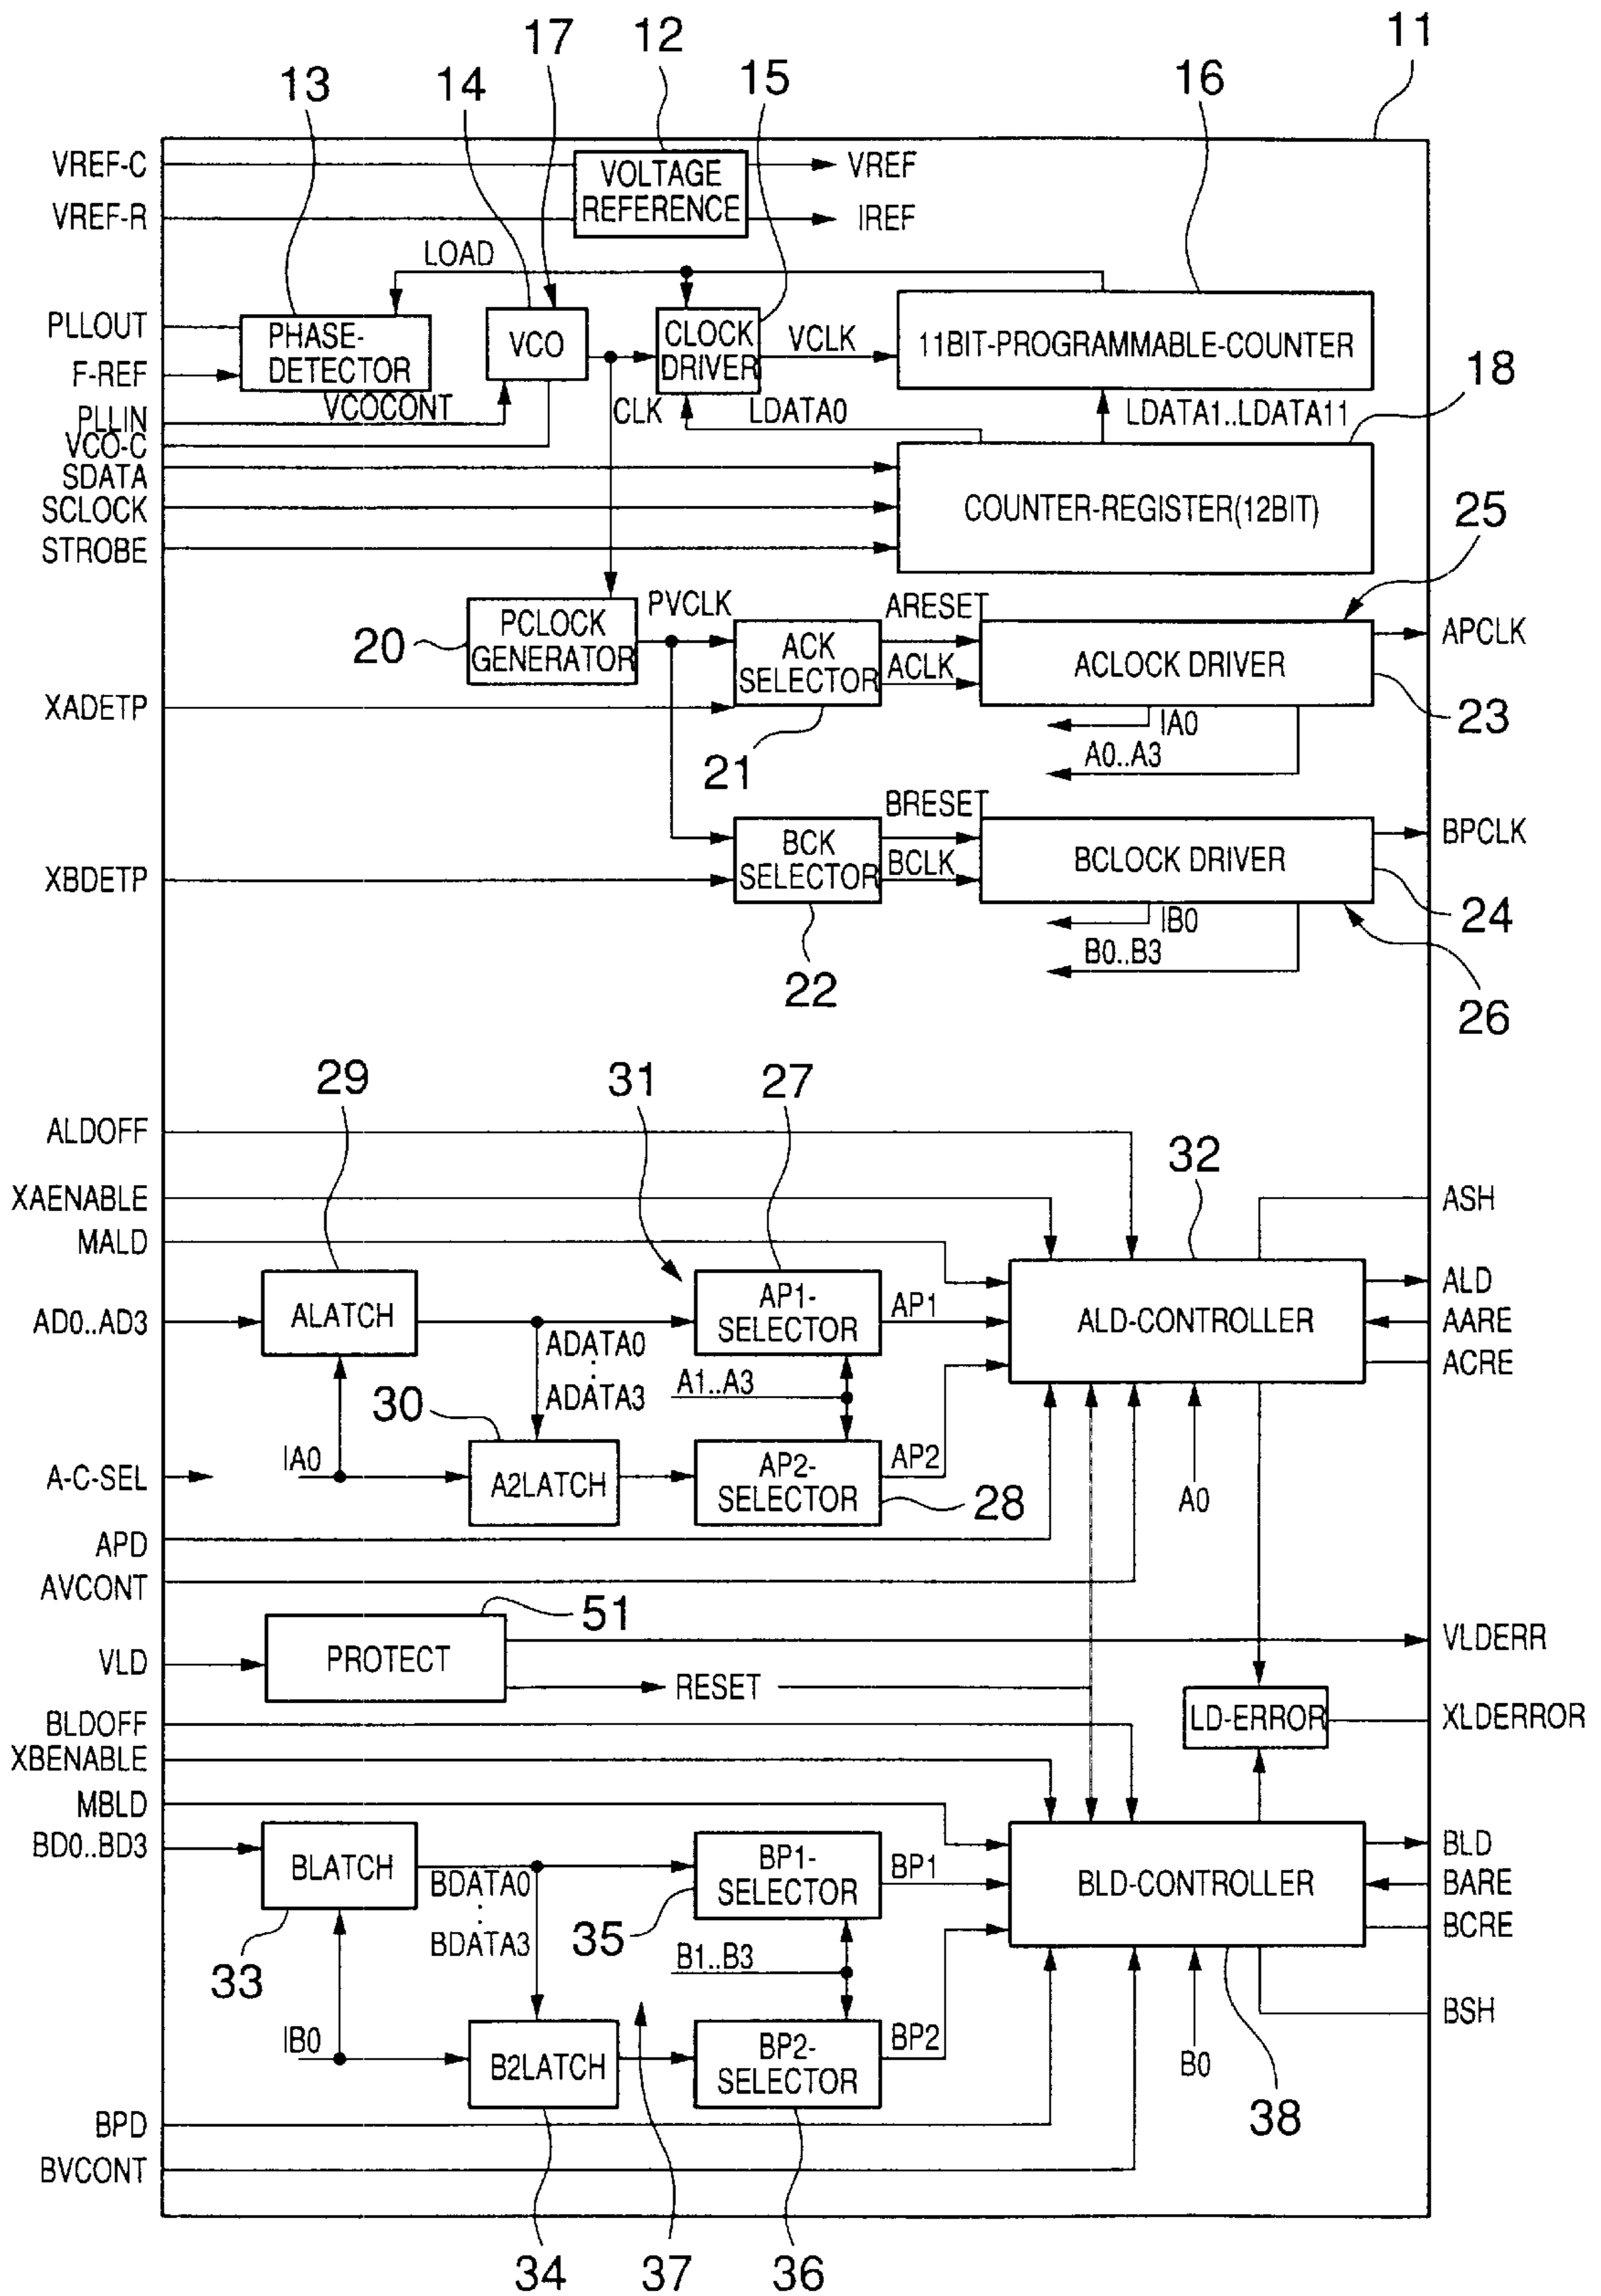 17 12 11
13 14 15 16
VREF-C
VOLTAGE
REFERENCE
VREF
VREF-R
IREF
LOAD
PLLOUT
PHASE-
DETECTOR
VCO
CLOCK
DRIVER
VCLK
11BIT-PROGRAMMABLE-COUNTER
F-REF
18
VCOCONT
CLK
LDATA0
LDATA1..LDATA11
PLLIN
VCO-C
SDATA
SCLOCK
COUNTER-REGISTER(12BIT)
25
STROBE
PCLOCK
GENERATOR
20
PVCLK
ACK
SELECTOR
ARESET
ACLK
ACLOCK DRIVER
APCLK
XADETP
23
IA0
A0..A3
21
BRESET
BCK
SELECTOR
BCLK
BCLOCK DRIVER
BPCLK
XBDETP
24
IB0
B0..B3
22
26
29 31 27
ALDOFF
32
XAENABLE
ASH
MALD
AD0..AD3
ALATCH
AP1-
SELECTOR
AP1
ALD-CONTROLLER
ALD
AARE
ACRE
ADATA0
:
ADATA3
A1..A3
30
A-C-SEL
IA0
A2LATCH
AP2-
SELECTOR
AP2
28
A0
APD
AVCONT
51
VLD
PROTECT
VLDERR
RESET
BLDOFF
LD-ERROR
XLDERROR
XBENABLE
MBLD
BD0..BD3
BLATCH
BP1-
SELECTOR
BP1
BLD-CONTROLLER
BLD
BARE
BCRE
BDATA0
:
BDATA3
35
33
B1..B3
BSH
IB0
B2LATCH
BP2-
SELECTOR
BP2
B0
38
BPD
BVCONT
34 37 36